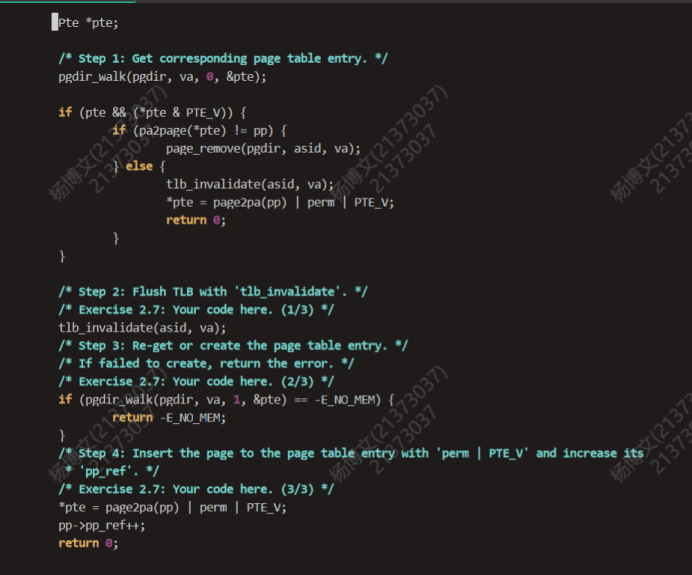 Pte *pte;
/* Step 1: Get corresponding page table entry. */
pgdir_walk(pgdir, va, 0, &pte);
if (pte && (*pte & PTE_V)) {
if (pa2page(*pte) != pp) {
page_remove(pgdir, asid, va);
} else {
tlb_invalidate(asid, va);
*pte = page2pa(pp) | perm | PTE_V;
return 0;
}
}
/* Step 2: Flush TLB with 'tlb_invalidate'. */
/* Exercise 2.7: Your code here. (1/3) */
tlb_invalidate(asid, va);
/* Step 3: Re-get or create the page table entry. */
/* If failed to create, return the error. */
/* Exercise 2.7: Your code here. (2/3) */
if (pgdir_walk(pgdir, va, 1, &pte) == -E_NO_MEM) {
return -E_NO_MEM;
}
/* Step 4: Insert the page to the page table entry with 'perm | PTE_V' and increase its
* 'pp_ref'. */
/* Exercise 2.7: Your code here. (3/3) */
*pte = page2pa(pp) | perm | PTE_V;
pp->pp_ref++;
return 0;
杨博文(21373037)
21373037
杨博文(21373037)
21373037
杨博文(21373037)
21373037
杨博文(21373037)
21373037
杨博文(21373037)
21373037
杨博文(21373037)
21373037